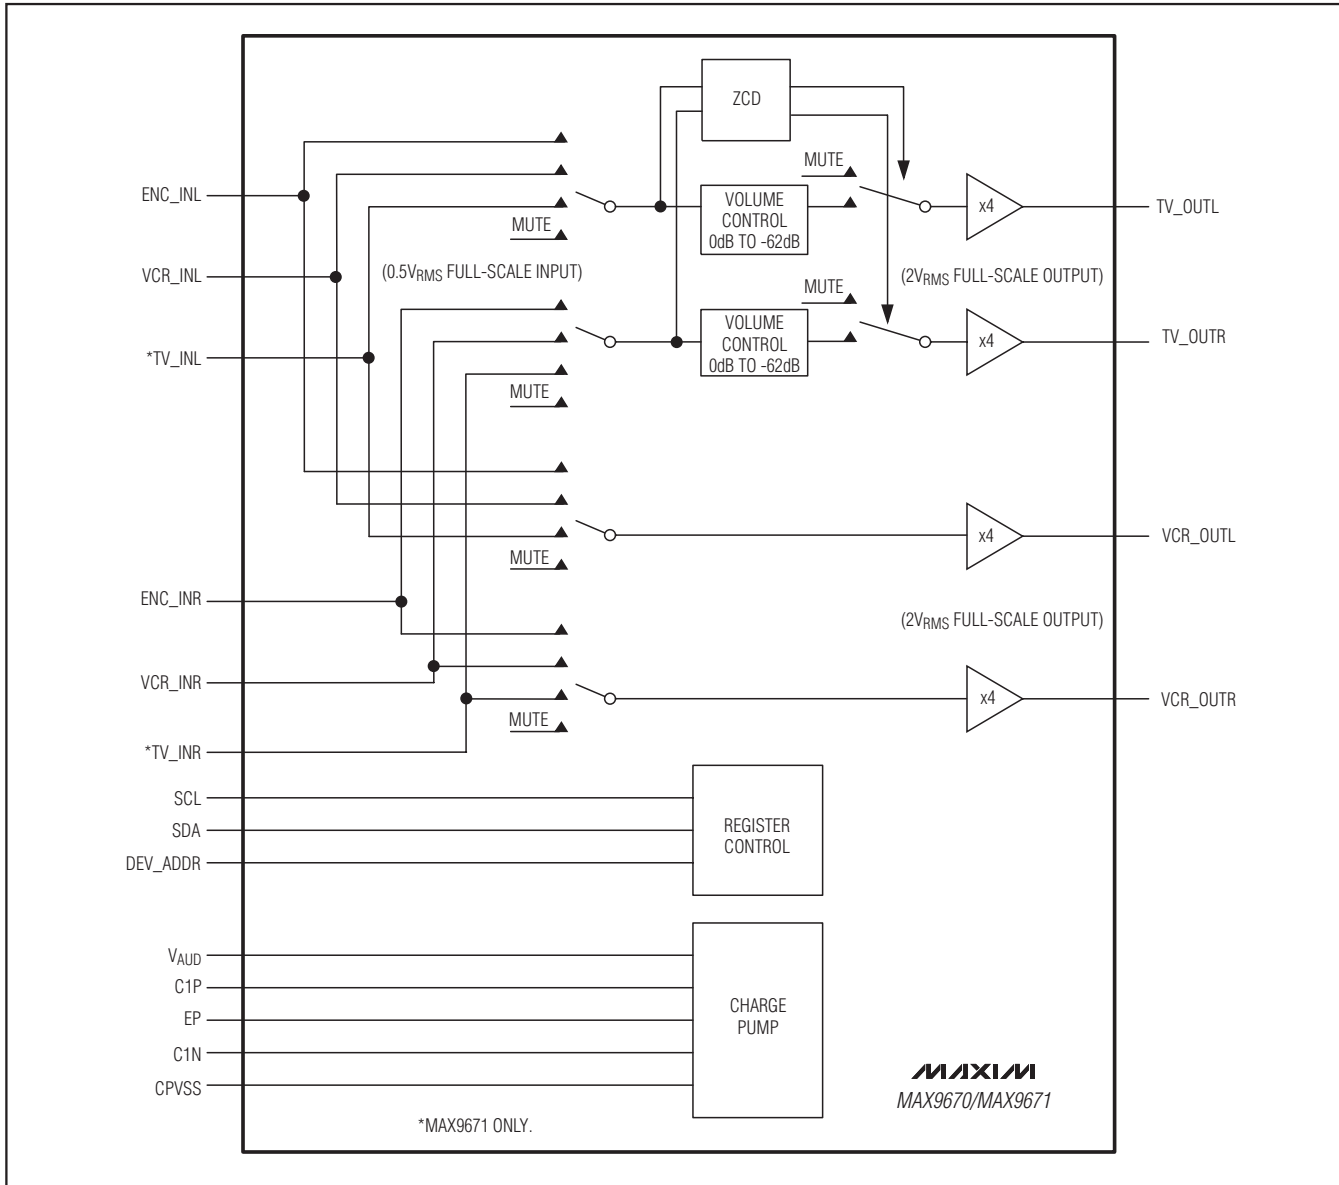 ZCD
MUTE
ENC_INL
VOLUME
CONTROL
0dB TO -62dB
x4
TV_OUTL
MUTE
VCR_INL
(0.5VRMS FULL-SCALE INPUT)
(2VRMS FULL-SCALE OUTPUT)
MUTE
VOLUME
CONTROL
0dB TO -62dB
x4
TV_OUTR
*TV_INL
MUTE
x4
VCR_OUTL
MUTE
ENC_INR
(2VRMS FULL-SCALE OUTPUT)
VCR_INR
x4
VCR_OUTR
MUTE
*TV_INR
SCL
SDA
DEV_ADDR
REGISTER
CONTROL
VAUD
C1P
EP
C1N
CPVSS
CHARGE
PUMP
MAXIM
MAX9670/MAX9671
*MAX9671 ONLY.